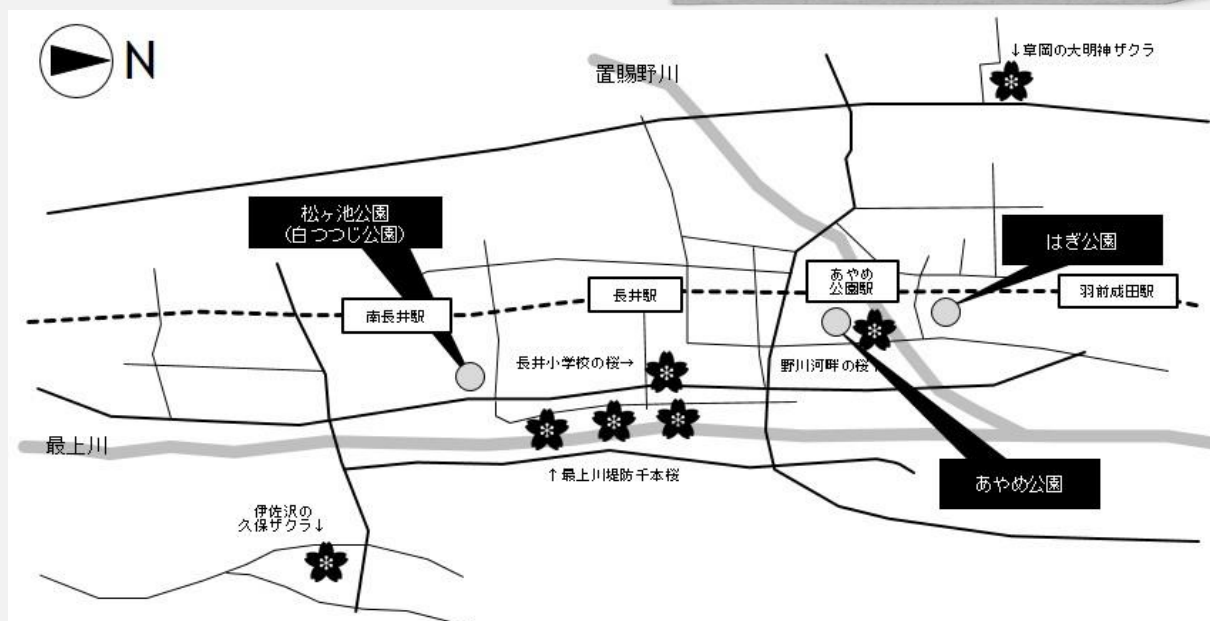 N
置賜野川
↓草岡の大明神ザクラ
松ヶ池公園
(白つつじ公園)
はぎ公園
あやめ
公園駅
長井駅
羽前成田駅
南長井駅
長井小学校の桜→
野川河畔の桜↑
最上川
↑最上川堤防千本桜
あやめ公園
伊佐沢の
久保ザクラ↓